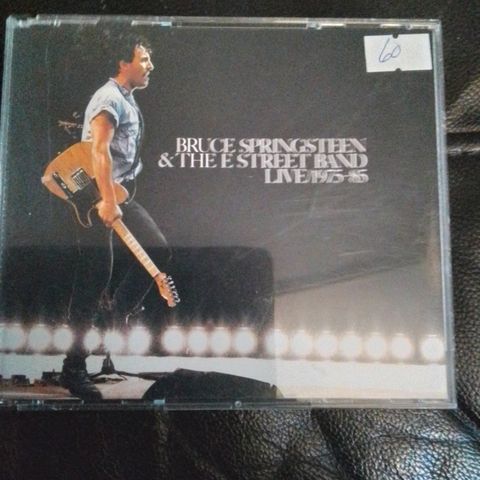 60
BRUCE SPRINGSTEEN
& THE E STREET BAND
LIVE/1975-85